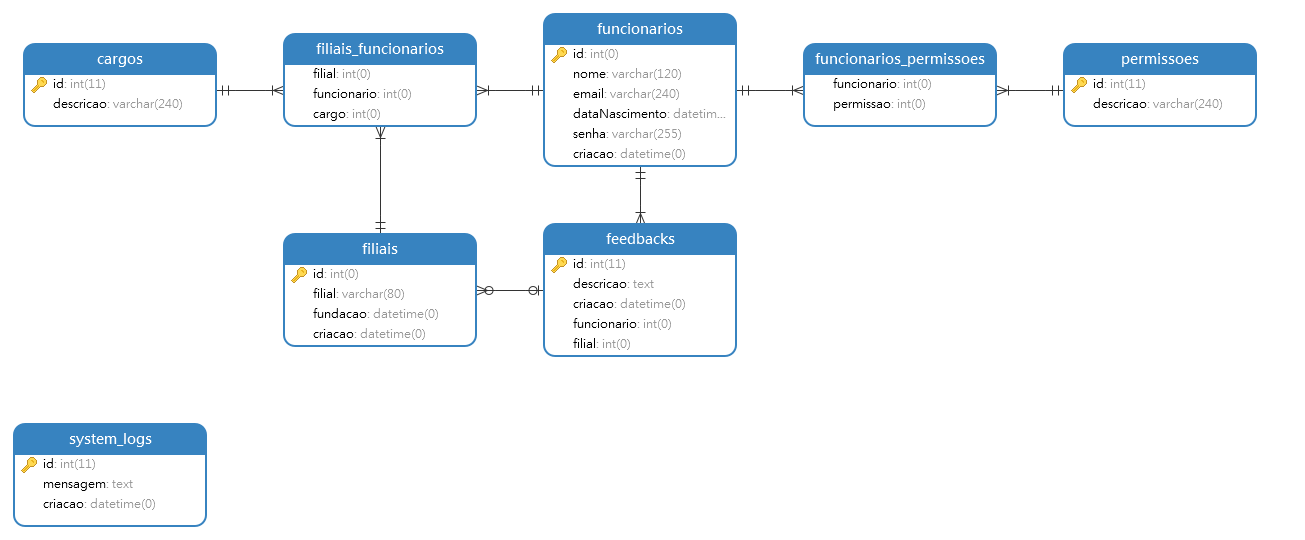 cargos
id: int(11)
descricao: varchar(240)
filiais_funcionarios
filial: int(0)
funcionario: int(0)
cargo: int(0)
funcionarios
id: int(0)
nome: varchar(120)
email: varchar(240)
dataNascimento: datetim...
senha: varchar(255)
criacao: datetime(0)
funcionarios_permissoes
funcionario: int(0)
permissao: int(0)
permissoes
id: int(11)
descricao: varchar(240)
filiais
id: int(0)
filial: varchar(80)
fundacao: datetime(0)
criacao: datetime(0)
feedbacks
id: int(11)
descricao: text
criacao: datetime(0)
funcionario: int(0)
filial: int(0)
system_logs
id: int(11)
mensagem: text
criacao: datetime(0)